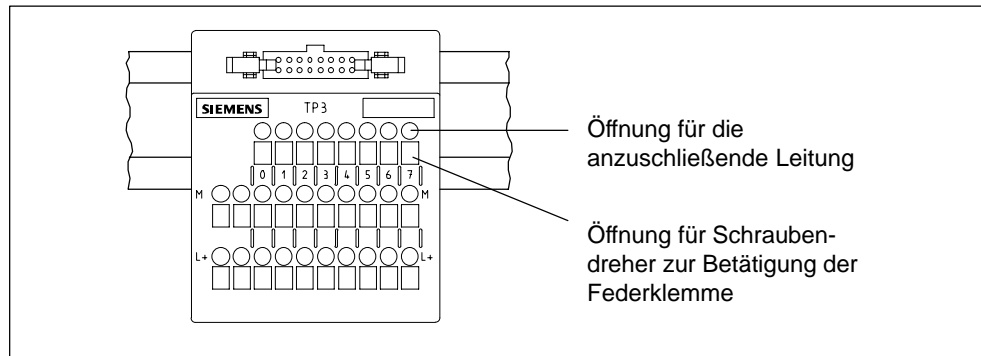 SIEMENS TP3
0 1 2 3 4 5 6 7
M M
L+ L+
Öffnung für die
anzuschließende Leitung
Öffnung für Schrauben-
dreher zur Betätigung der
Federklemme